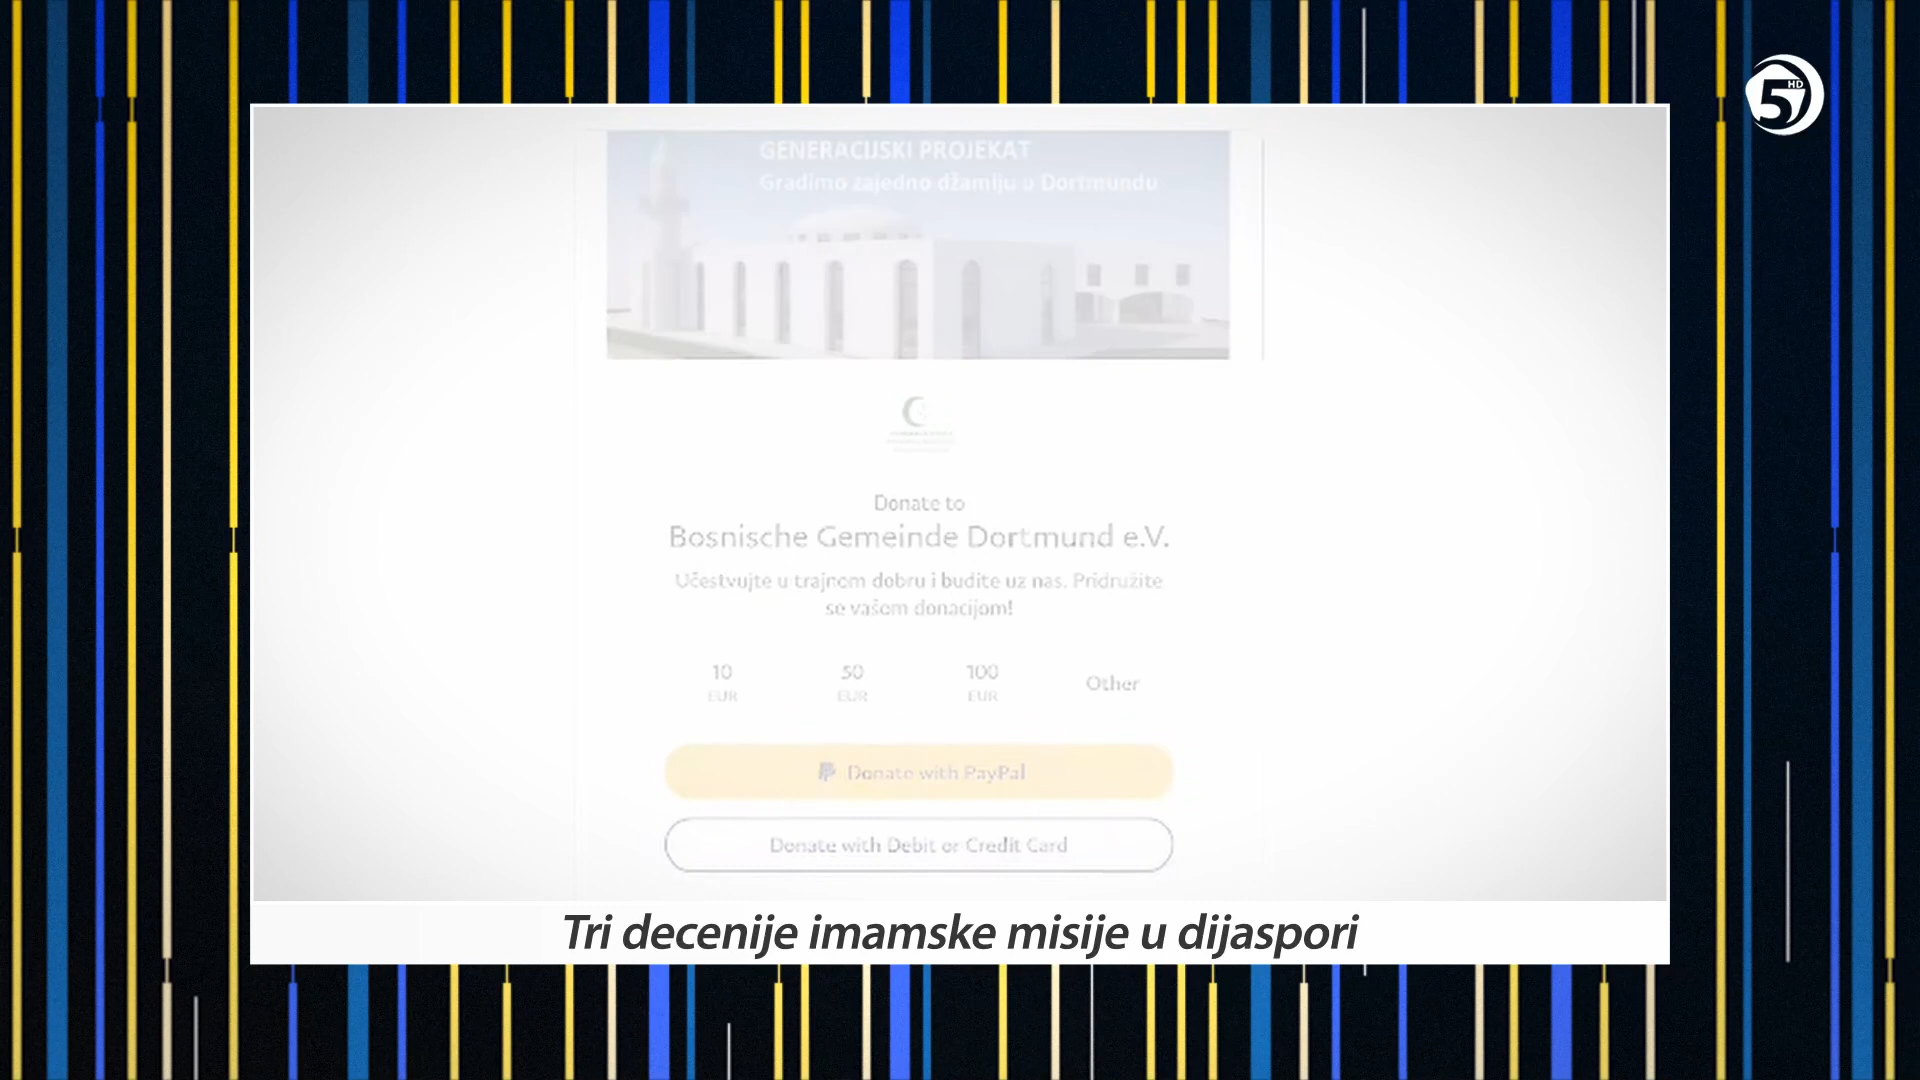 5 HD
GENERACIJSKI PROJEKAT
Gradimo zajedno džamiju u Dortmundu
Donate to
Bosnische Gemeinde Dortmund e.V.
Učestvujte u trajnom dobru i budite uz nas. Pridružite
se vašom donacijom!
10 50 100 Other
EUR EUR EUR
Donate with PayPal
Donate with Debit or Credit Card
Tri decenije imamske misije u dijaspori